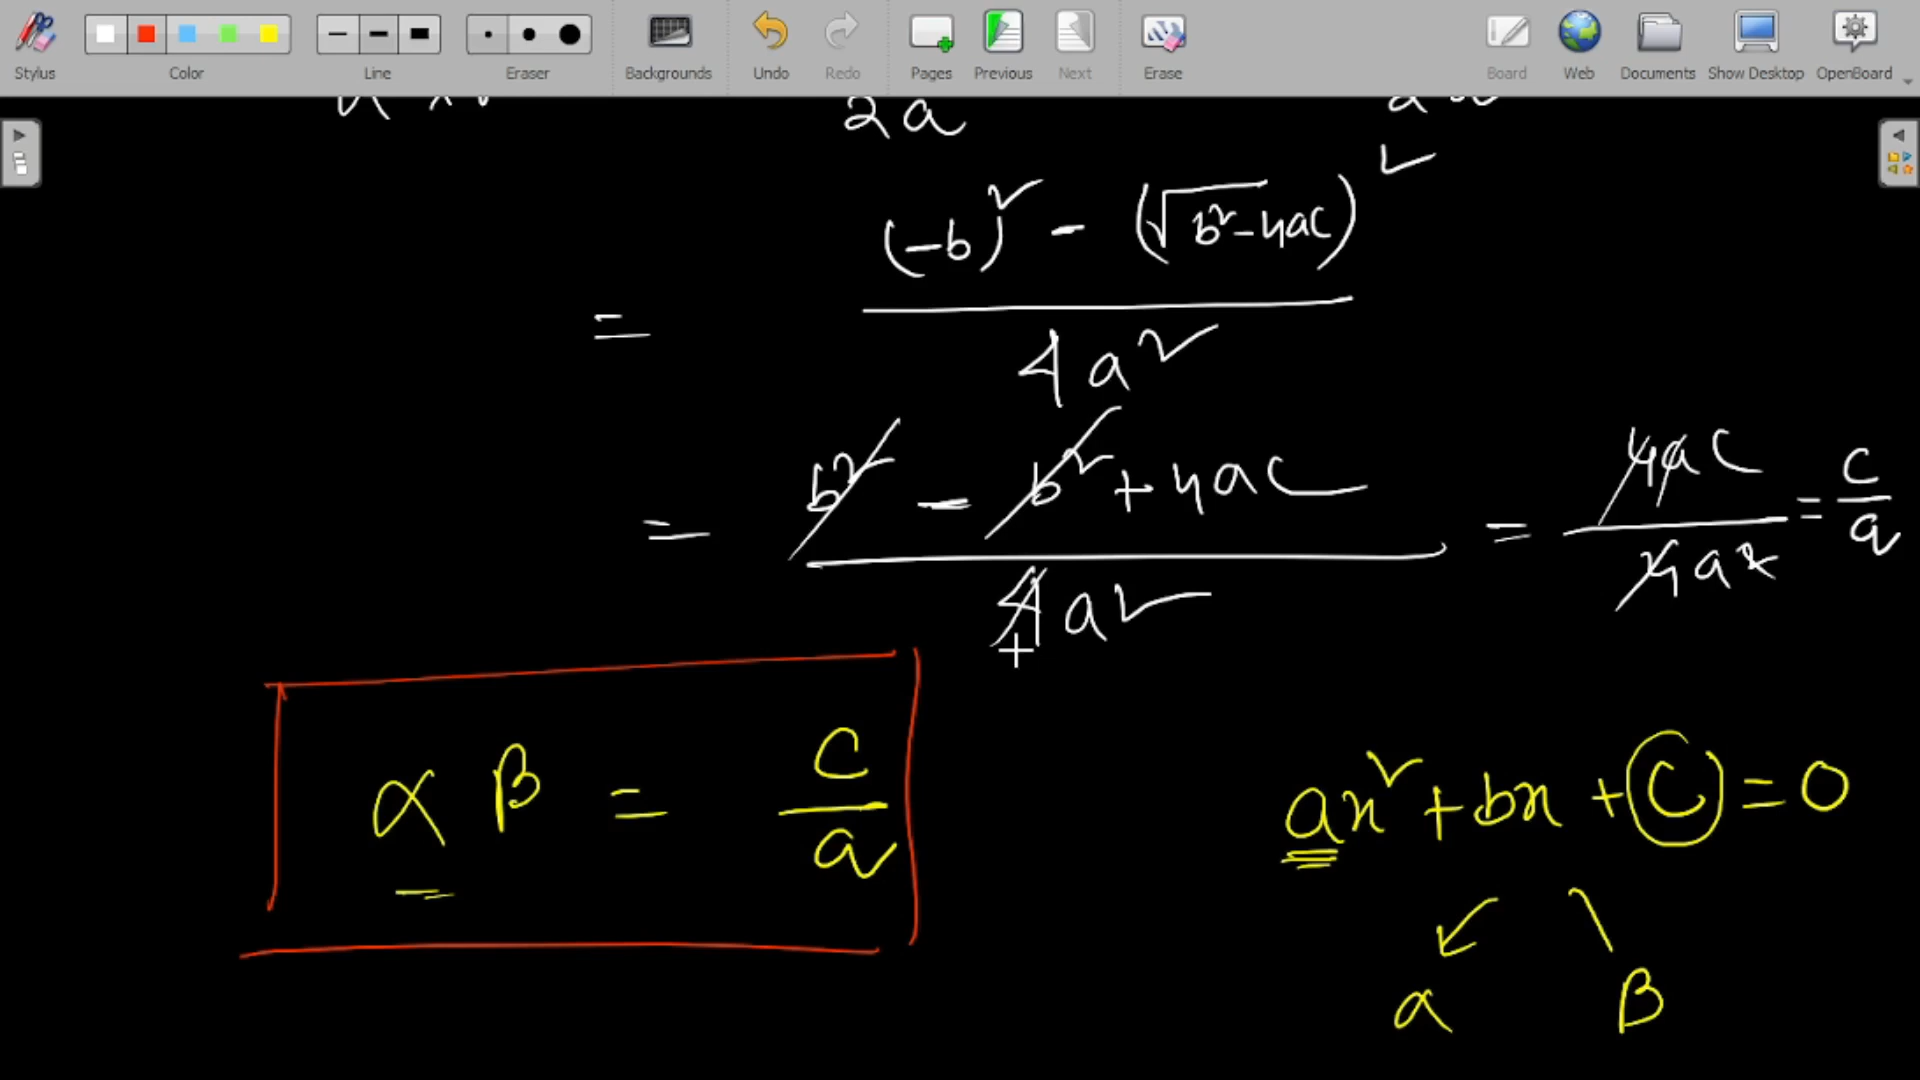 Stylus Color Line Eraser Backgrounds Undo Redo Pages Previous Next Erase Board Web Documents Show Desktop OpenBoard
2a
= (-b)² - (√b²-4ac)² / 4a²
= b² - b² + 4ac / 4a² = 4ac / 4a² = c/a
αβ = c/a
ax² + bx + c = 0
α β